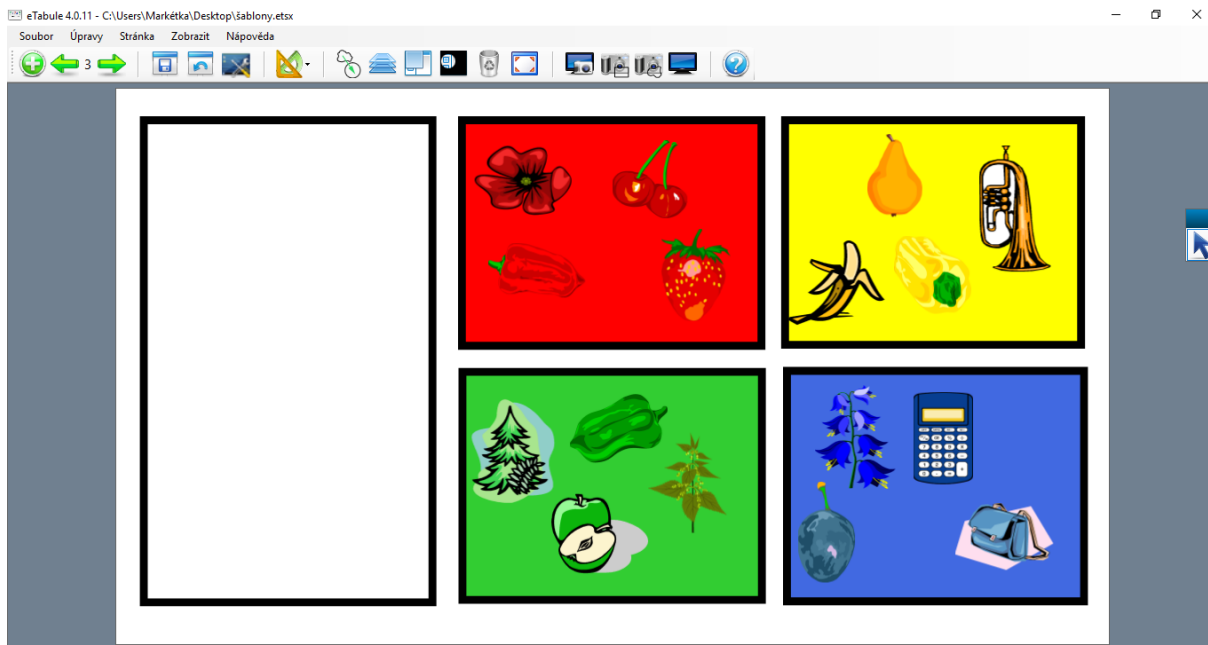 eTabule 4.0.11 - C:\Users\Markétka\Desktop\šablony.etsx
Soubor Úpravy Stránka Zobrazit Nápověda
3